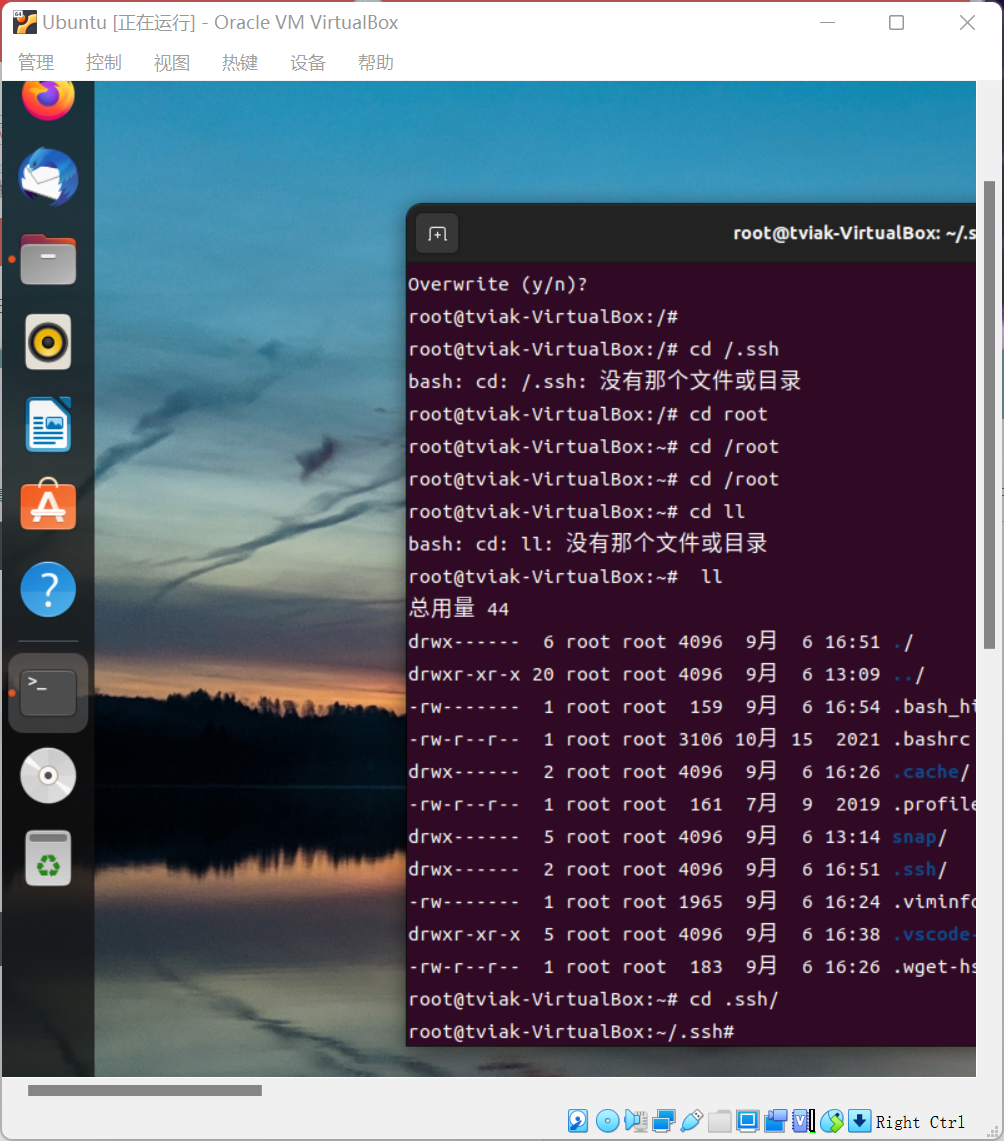 Ubuntu [正在运行] - Oracle VM VirtualBox
管理 控制 视图 热键 设备 帮助
root@tviak-VirtualBox: ~/.s
Overwrite (y/n)?
root@tviak-VirtualBox:/#
root@tviak-VirtualBox:/# cd /.ssh
bash: cd: /.ssh: 没有那个文件或目录
root@tviak-VirtualBox:/# cd root
root@tviak-VirtualBox:~# cd /root
root@tviak-VirtualBox:~# cd /root
root@tviak-VirtualBox:~# cd ll
bash: cd: ll: 没有那个文件或目录
root@tviak-VirtualBox:~#  ll
总用量 44
drwx------  6 root root 4096  9月  6 16:51 ./
drwxr-xr-x 20 root root 4096  9月  6 13:09 ../
-rw-------  1 root root  159  9月  6 16:54 .bash_hi
-rw-r--r--  1 root root 3106 10月 15  2021 .bashrc
drwx------  2 root root 4096  9月  6 16:26 .cache/
-rw-r--r--  1 root root  161  7月  9  2019 .profile
drwx------  5 root root 4096  9月  6 13:14 snap/
drwx------  2 root root 4096  9月  6 16:51 .ssh/
-rw-------  1 root root 1965  9月  6 16:24 .viminfo
drwxr-xr-x  5 root root 4096  9月  6 16:38 .vscode-
-rw-r--r--  1 root root  183  9月  6 16:26 .wget-hs
root@tviak-VirtualBox:~# cd .ssh/
root@tviak-VirtualBox:~/.ssh#
Right Ctrl